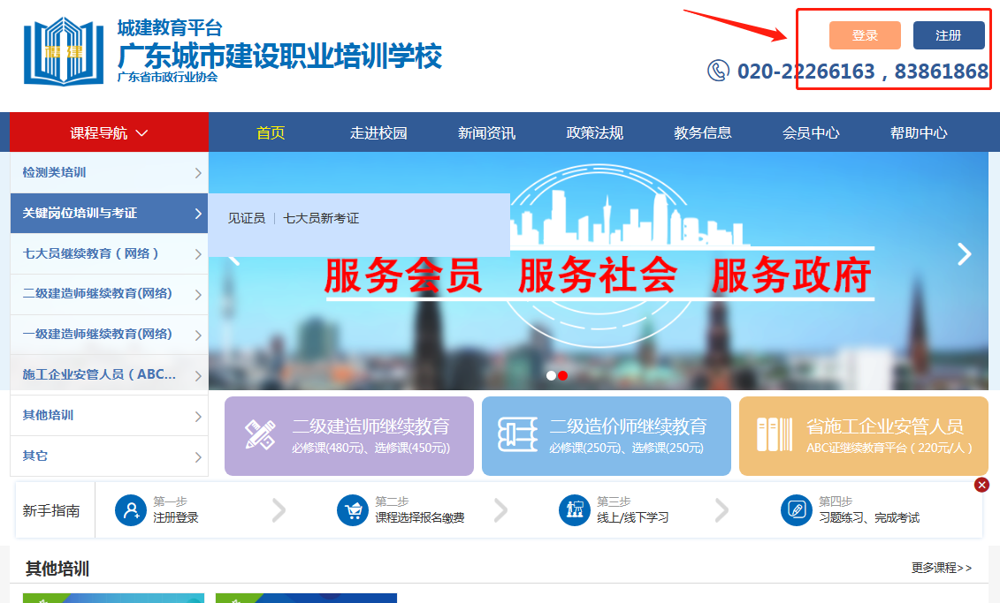 城建教育平台
广东城市建设职业培训学校
广东省市政行业协会
登录
注册
020-22266163，83861868
课程导航
首页
走进校园
新闻资讯
政策法规
教务信息
会员中心
帮助中心
检测类培训
关键岗位培训与考证
见证员
七大员新考证
七大员继续教育（网络）
二级建造师继续教育(网络)
一级建造师继续教育(网络)
施工企业安管人员（ABC...
其他培训
其它
服务会员 服务社会 服务政府
二级建造师继续教育
必修课(480元)、选修课(450元))
二级造价师继续教育
必修课(250元)、选修课(250元)
省施工企业安管人员
ABC证继续教育平台（220元/人）
新手指南
第一步
注册登录
第二步
课程选择报名缴费
第三步
线上/线下学习
第四步
习题练习、完成考试
其他培训
更多课程>>